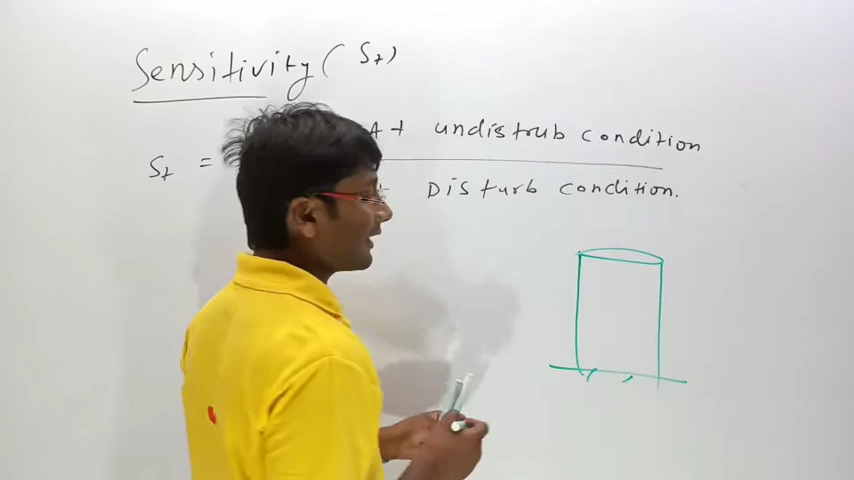 Sensitivity ( St )
At undistrub condition
St =
Disturb condition.